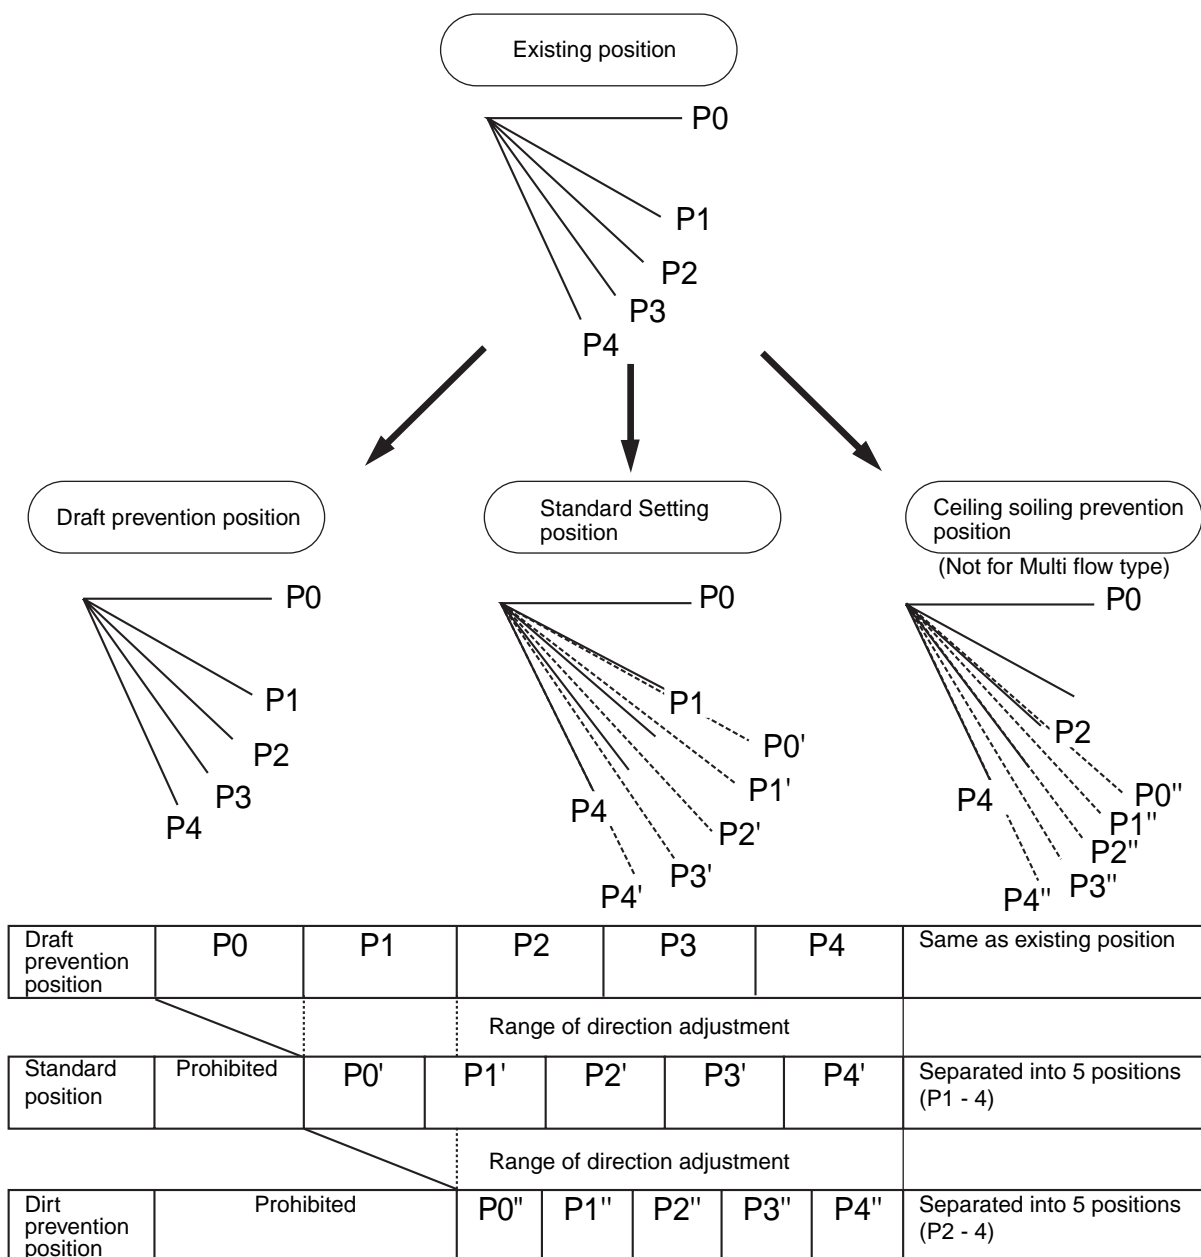 Existing position
P0
P1
P2
P3
P4
Draft prevention position
Standard Setting
position
Ceiling soiling prevention
position
(Not for Multi flow type)
P0
P1
P2
P3
P4
P0
P1
P0'
P1'
P2'
P3'
P4
P4'
P0
P2
P0"
P1"
P2"
P3"
P4
P4"
Draft
prevention
position
P0
P1
P2
P3
P4
Same as existing position
Range of direction adjustment
Standard
position
Prohibited
P0'
P1'
P2'
P3'
P4'
Separated into 5 positions
(P1 - 4)
Range of direction adjustment
Dirt
prevention
position
Prohibited
P0"
P1"
P2"
P3"
P4"
Separated into 5 positions
(P2 - 4)